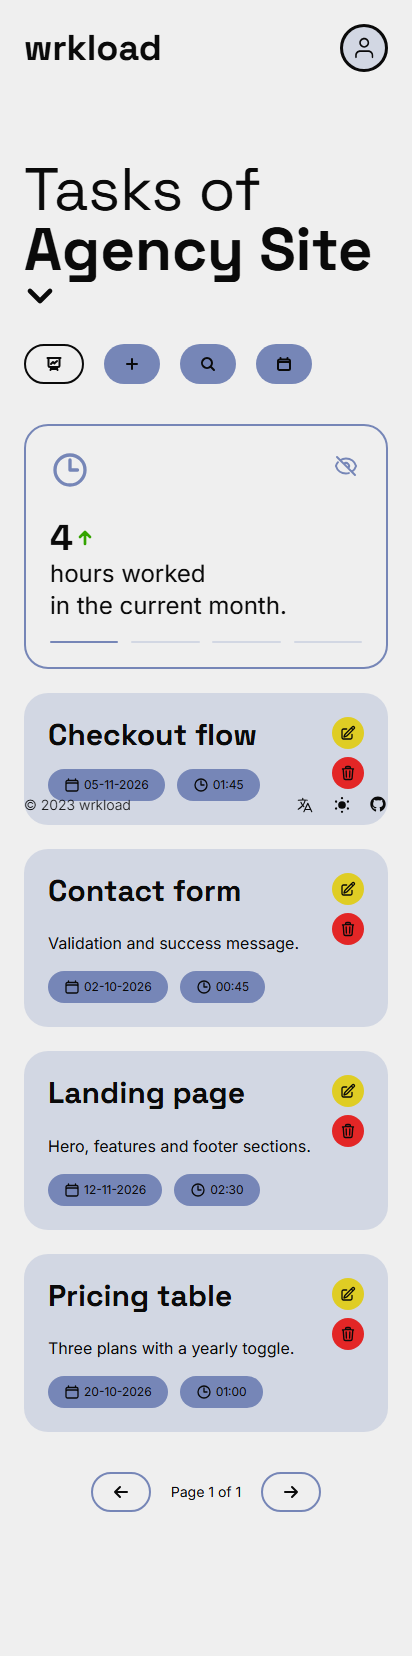 wrkload
Tasks of
Agency Site
4
hours worked
in the current month.
Checkout flow
05-11-2026 01:45
© 2023 wrkload
Contact form
Validation and success message.
02-10-2026 00:45
Landing page
Hero, features and footer sections.
12-11-2026 02:30
Pricing table
Three plans with a yearly toggle.
20-10-2026 01:00
Page 1 of 1